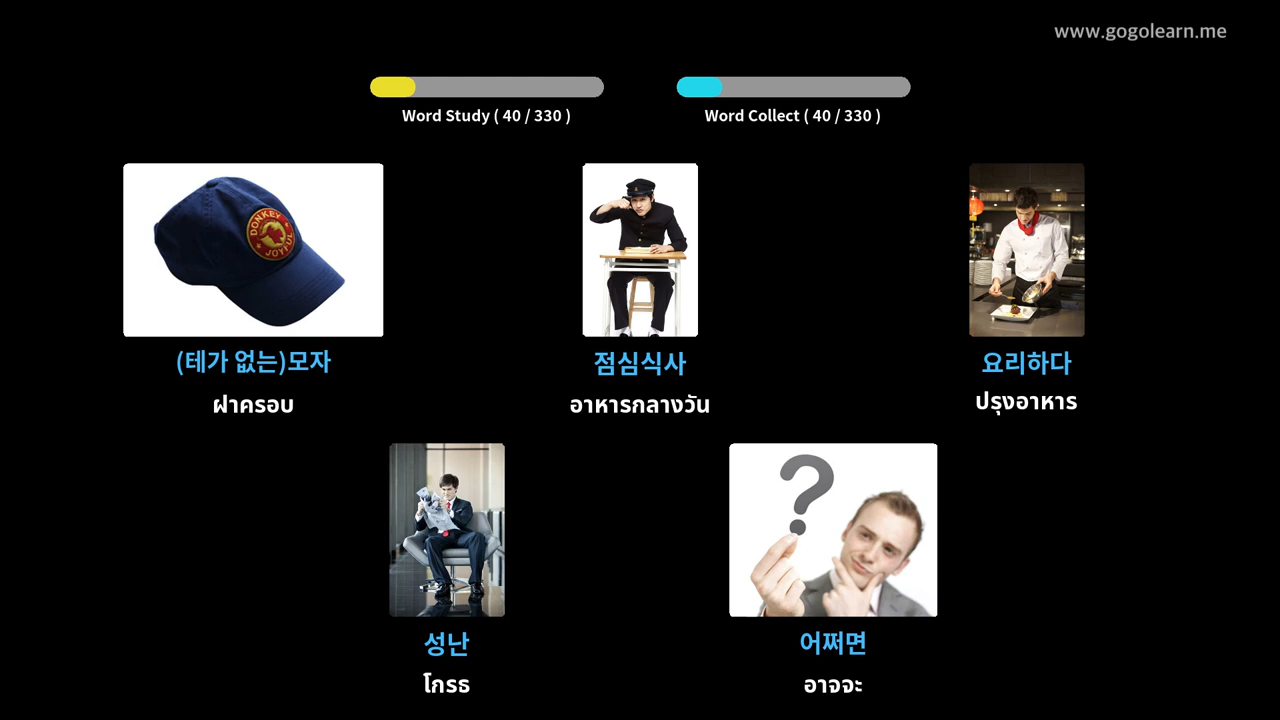 www.gogolearn.me
Word Study ( 40 / 330 )
Word Collect ( 40 / 330 )
DONKEY
JOYFUL
(테가 없는)모자
점심식사
요리하다
ฝาครอบ
อาหารกลางวัน
ปรุงอาหาร
?
성난
어쩌면
โกรธ
อาจจะ